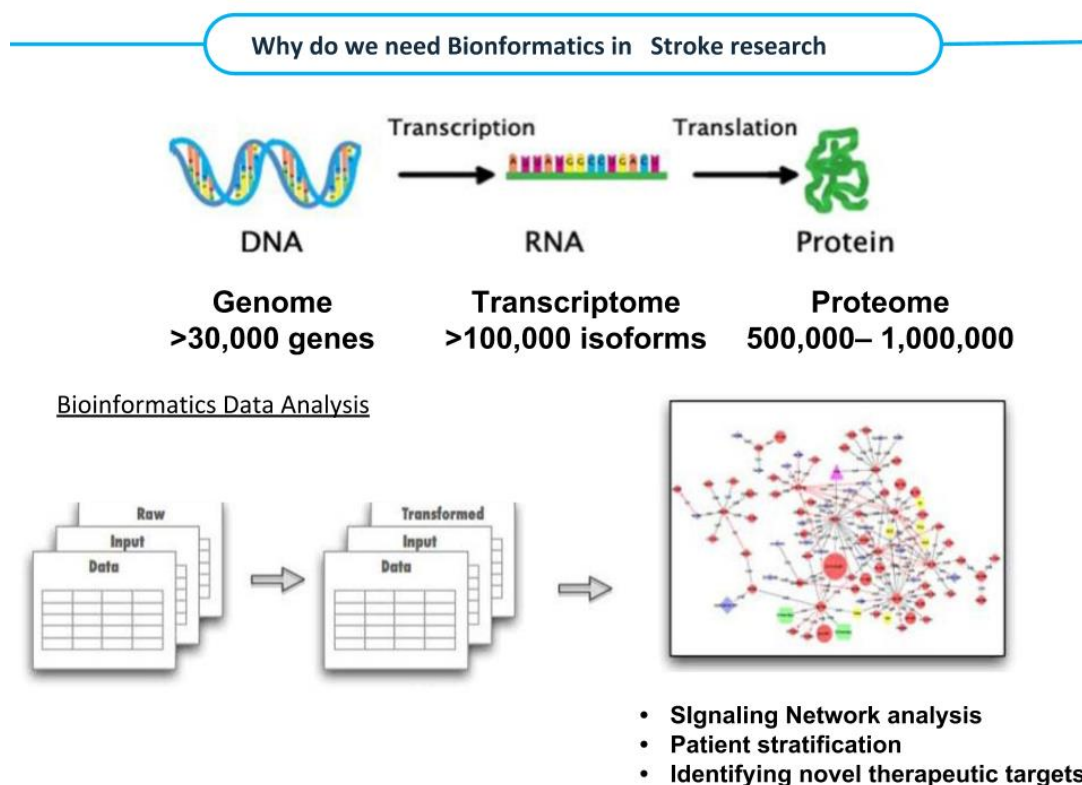 Why do we need Bionformatics in Stroke research
Transcription
Translation
AUUAUGGCCUGACU
DNA
RNA
Protein
Genome
>30,000 genes
Transcriptome
>100,000 isoforms
Proteome
500,000– 1,000,000
Bioinformatics Data Analysis
Raw
Input
Data
Transformed
Input
Data
• SIgnaling Network analysis
• Patient stratification
• Identifying novel therapeutic targets